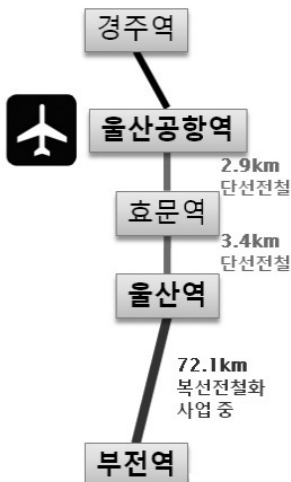 경주역
울산공항역
2.9km
단선전철
효문역
3.4km
단선전철
울산역
72.1km
복선전철화
사업 중
부전역